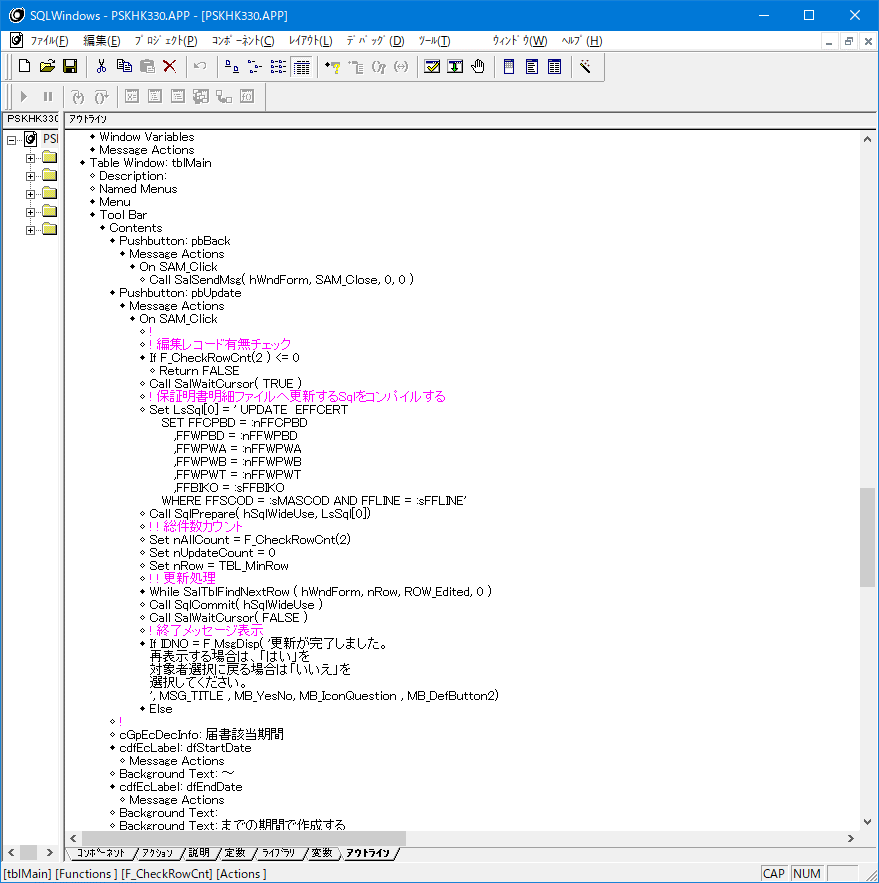 SQLWindows - PSKHK330.APP - [PSKHK330.APP]
ﾌｧｲﾙ(F) 編集(E) ﾌﾟﾛｼﾞｪｸﾄ(P) ｺﾝﾎﾟｰﾈﾝﾄ(C) ﾚｲｱｳﾄ(L) ﾃﾞﾊﾞｯｸﾞ(D) ﾂｰﾙ(T) ｳｨﾝﾄﾞｳ(W) ﾍﾙﾌﾟ(H)
PSKHK330 ｱｳﾄﾗｲﾝ
PSI
Window Variables
Message Actions
Table Window: tblMain
Description:
Named Menus
Menu
Tool Bar
Contents
Pushbutton: pbBack
Message Actions
On SAM_Click
Call SalSendMsg( hWndForm, SAM_Close, 0, 0 )
Pushbutton: pbUpdate
Message Actions
On SAM_Click
!
! 編集レコード有無チェック
If F_CheckRowCnt(2 ) <= 0
Return FALSE
Call SalWaitCursor( TRUE )
! 保証明書明細ファイルへ更新するSqlをコンパイルする
Set LsSql[0] = ' UPDATE  EFFCERT
SET FFCPBD = :nFFCPBD
,FFWPBD = :nFFWPBD
,FFWPWA = :nFFWPWA
,FFWPWB = :nFFWPWB
,FFWPWT = :nFFWPWT
,FFBIKO = :sFFBIKO
WHERE FFSCOD = :sMASCOD AND FFLINE = :sFFLINE'
Call SqlPrepare( hSqlWideUse, LsSql[0])
! ! 総件数カウント
Set nAllCount = F_CheckRowCnt(2)
Set nUpdateCount = 0
Set nRow = TBL_MinRow
! ! 更新処理
While SalTblFindNextRow ( hWndForm, nRow, ROW_Edited, 0 )
Call SqlCommit( hSqlWideUse )
Call SalWaitCursor( FALSE )
! 終了メッセージ表示
If IDNO = F_MsgDisp( '更新が完了しました。
再表示する場合は、「はい」を
対象者選択に戻る場合は「いいえ」を
選択してください。
', MSG_TITLE , MB_YesNo, MB_IconQuestion , MB_DefButton2)
Else
!
cGpEcDecInfo: 届書該当期間
cdfEcLabel: dfStartDate
Message Actions
Background Text: ～
cdfEcLabel: dfEndDate
Message Actions
Background Text:
Background Text: までの期間で作成する
ｺﾝﾎﾟｰﾈﾝﾄ ｱｸｼｮﾝ 説明 定数 ﾗｲﾌﾞﾗﾘ 変数 ｱｳﾄﾗｲﾝ
[tblMain] [Functions ] [F_CheckRowCnt] [Actions ] CAP NUM